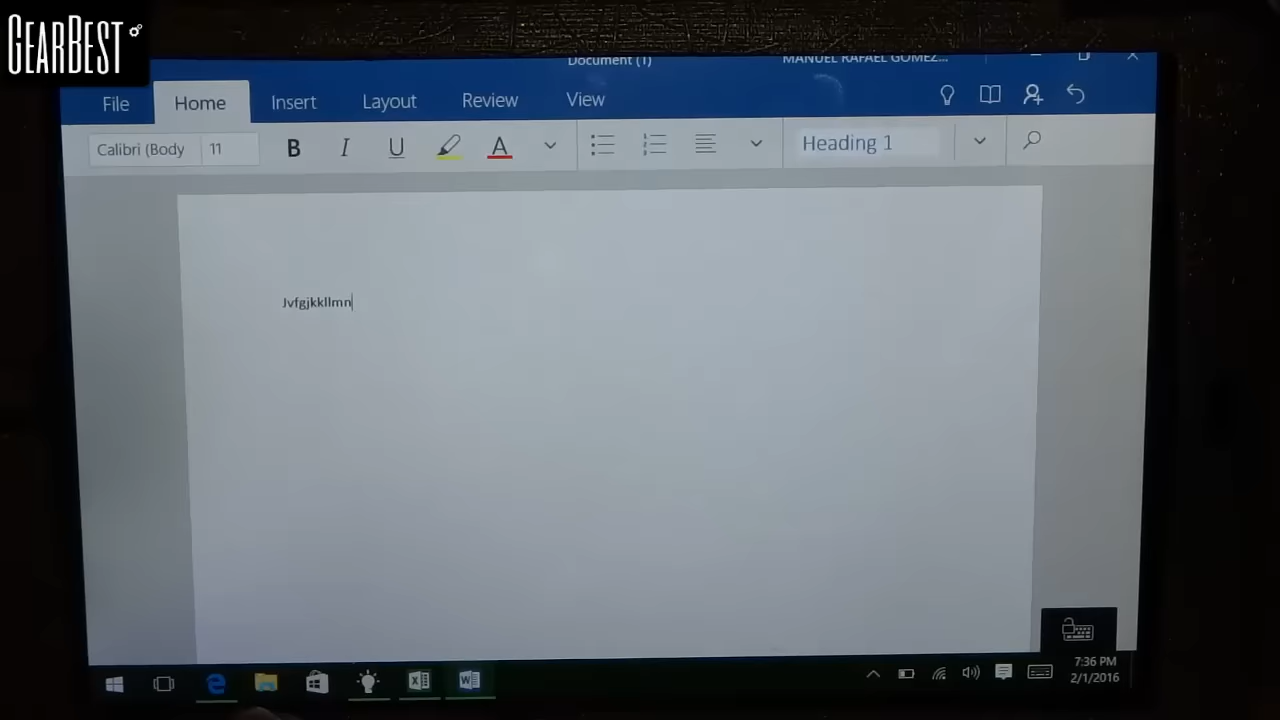 GEARBEST
Document (1)
MANUEL RAFAEL GOMEZ...
File
Home
Insert
Layout
Review
View
Calibri (Body
11
B
I
U
A
Heading 1
Jvfgjkkllmn
7:36 PM
2/1/2016